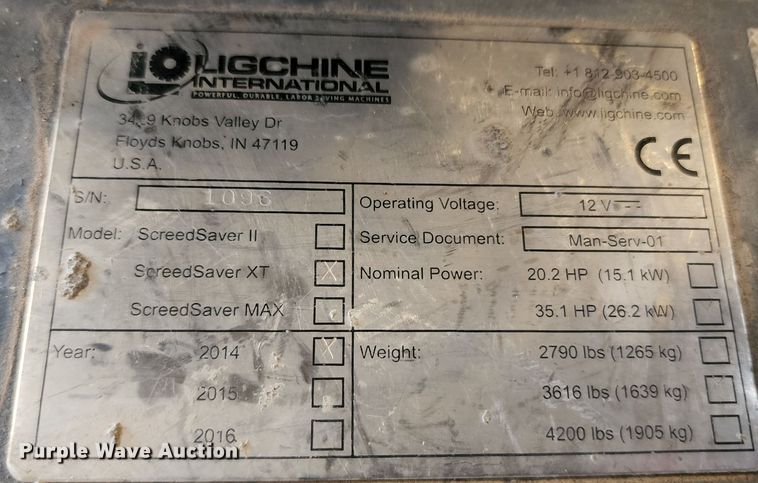 LIGCHINE
INTERNATIONAL
POWERFUL, DURABLE, LABOR SAVING MACHINES
Knobs Valley Dr
Floyds Knobs, IN 47119
U.S.A.
Tel: +1 812-903-4500
E-mail: info@ligchine.com
Web: www.ligchine.com
CE
S/N: 1096
Model: ScreedSaver II
ScreedSaver XT X
ScreedSaver MAX
Year: 2014 X
2015
2016
Operating Voltage: 12 V
Service Document: Man-Serv-01
Nominal Power: 20.2 HP (15.1 kW)
35.1 HP (26.2 kW)
Weight: 2790 lbs (1265 kg)
3616 lbs (1639 kg)
4200 lbs (1905 kg)
Purple Wave Auction